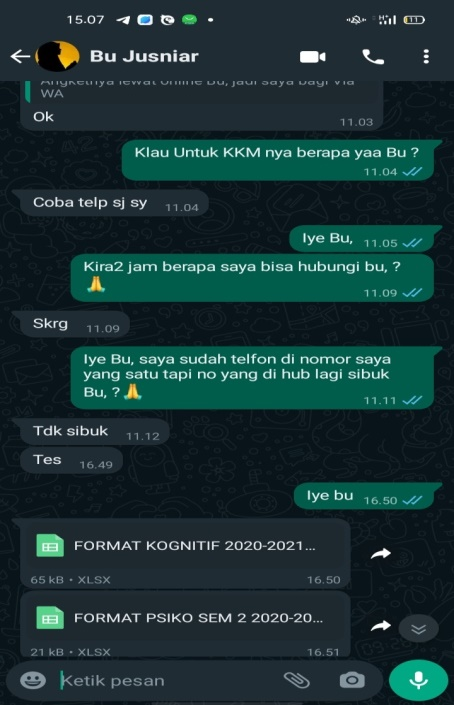 15.07
Bu Jusniar
Angketnya lewat online bu, jadi saya bagi via
WA
Ok
11.03
Klau Untuk KKM nya berapa yaa Bu ?
11.04
Coba telp sj sy 11.04
Iye Bu, 11.05
Kira2 jam berapa saya bisa hubungi bu, ?
🙏
11.09
Skrg 11.09
Iye Bu, saya sudah telfon di nomor saya
yang satu tapi no yang di hub lagi sibuk
Bu, ? 🙏
11.11
Tdk sibuk 11.12
Tes 16.49
Iye bu 16.50
FORMAT KOGNITIF 2020-2021...
65 kB • XLSX 16.50
FORMAT PSIKO SEM 2 2020-20...
21 kB • XLSX 16.51
Ketik pesan